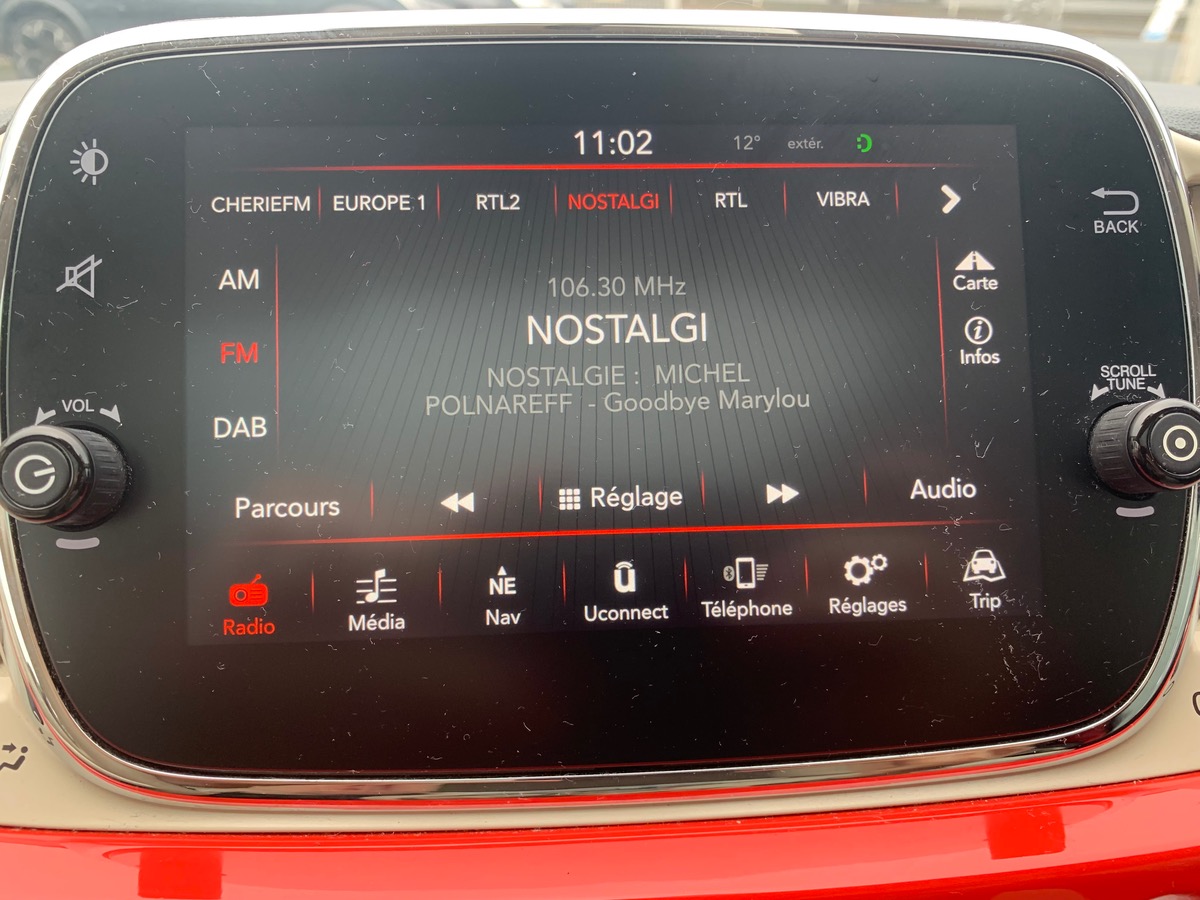 11:02 12° extér.
CHERIEFM EUROPE 1 RTL2 NOSTALGI RTL VIBRA
BACK
AM
Carte
106.30 MHz
NOSTALGI
FM
Infos
NOSTALGIE : MICHEL
POLNAREFF - Goodbye Marylou
SCROLL
TUNE
VOL
DAB
Parcours Réglage Audio
NE
Radio Média Nav Uconnect Téléphone Réglages Trip